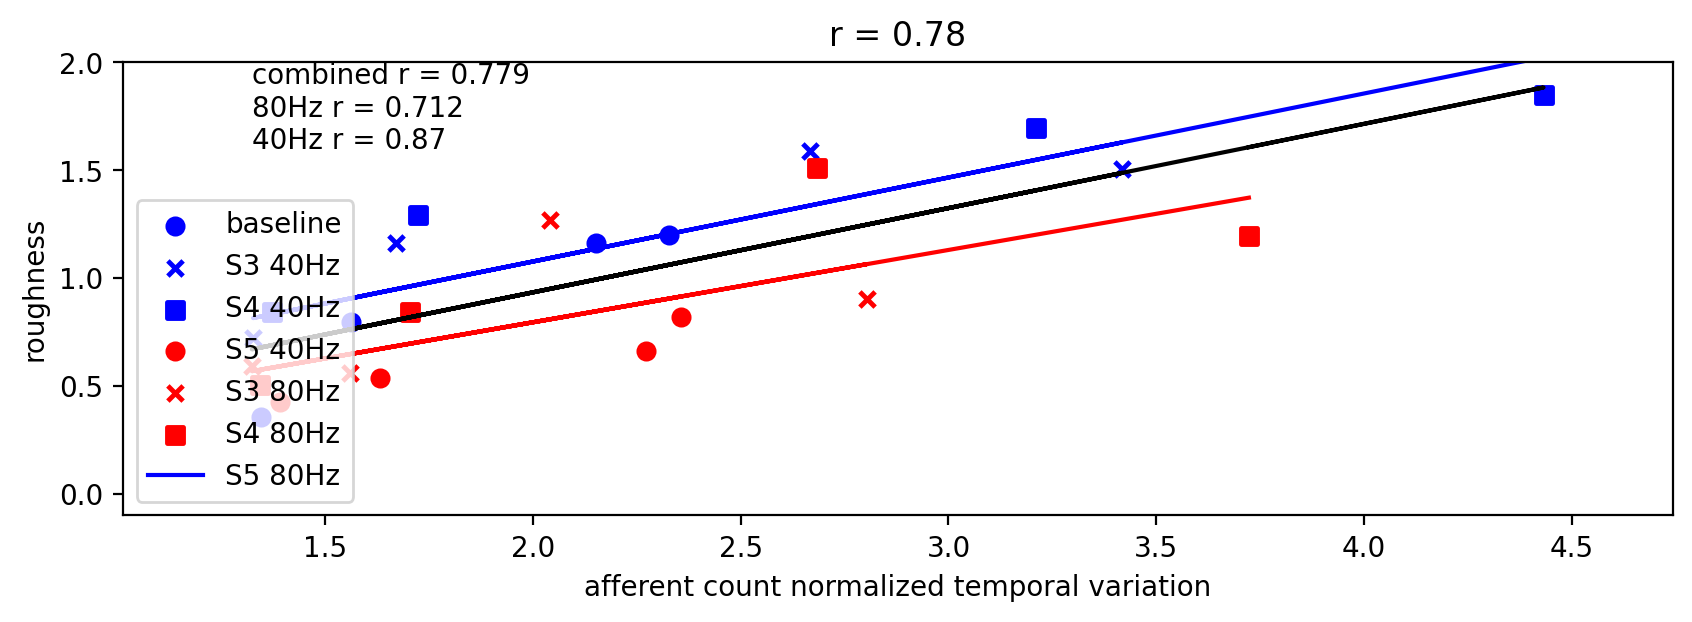 r = 0.78
combined r = 0.779
80Hz r = 0.712
40Hz r = 0.87
2.0
1.5
1.0
0.5
0.0
roughness
baseline
S3 40Hz
S4 40Hz
S5 40Hz
S3 80Hz
S4 80Hz
S5 80Hz
1.5 2.0 2.5 3.0 3.5 4.0 4.5
afferent count normalized temporal variation